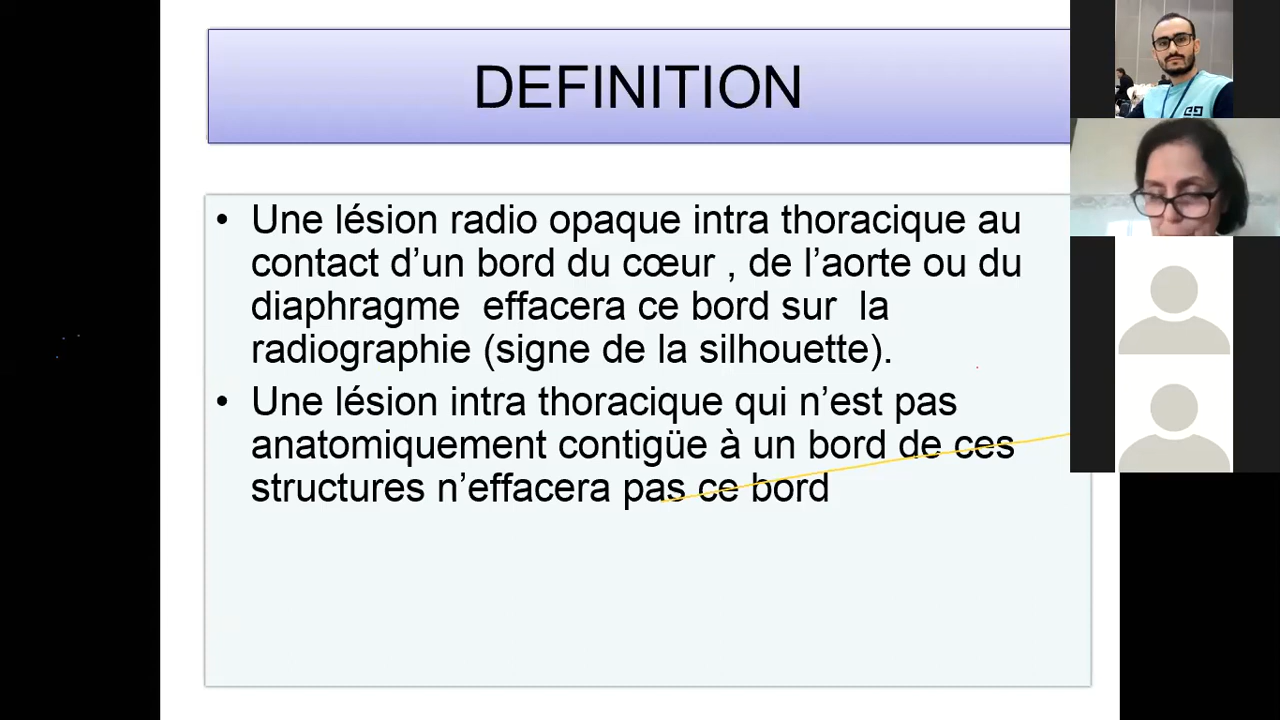 DEFINITION
• Une lésion radio opaque intra thoracique au
contact d’un bord du cœur , de l’aorte ou du
diaphragme  effacera ce bord sur  la
radiographie (signe de la silhouette).
• Une lésion intra thoracique qui n’est pas
anatomiquement contigüe à un bord de ces
structures n’effacera pas ce bord